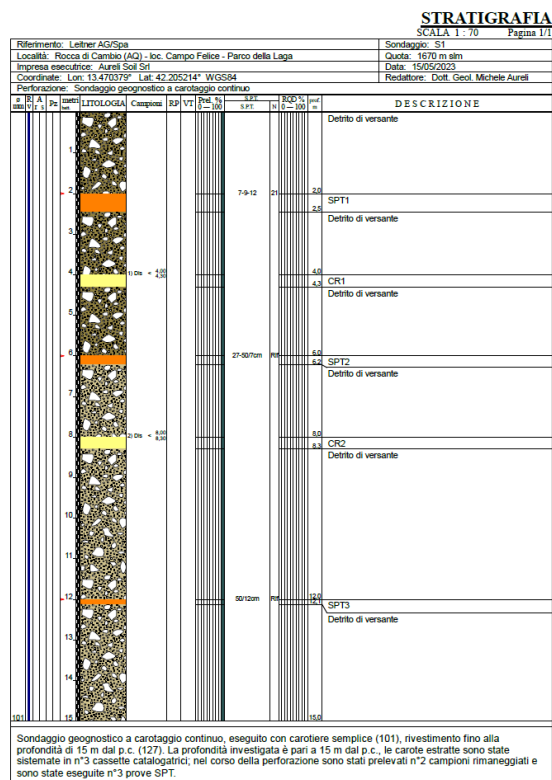 STRATIGRAFIA
SCALA 1 : 70 Pagina 1/1
Riferimento: Leitner AG/Spa Sondaggio: S1
Località: Rocca di Cambio (AQ) - loc. Campo Felice - Parco della Laga Quota: 1670 m slm
Impresa esecutrice: Aureli Soil Srl Data: 15/05/2023
Coordinate: Lon: 13.470379° Lat: 42.205214° WGS84 Redattore: Dott. Geol. Michele Aureli
Perforazione: Sondaggio geognostico a carotaggio continuo
ø mm R v A r s Pz metri batt. LITOLOGIA Campioni RP VT Prel. % 0 --- 100 S.P.T. S.P.T. N RQD % 0 --- 100 prof. m DESCRIZIONE
Detrito di versante
1
2 7-9-12 21 2,0
SPT1
2,5
Detrito di versante
3
4 1) Dis < 4,00 4,30 4,0
CR1
4,3
Detrito di versante
5
6 27-50/7cm Rif 6,0
6,2 SPT2
Detrito di versante
7
8 2) Dis < 8,00 8,30 8,0
CR2
8,3
Detrito di versante
9
10
11
12 50/12cm Rif 12,0
12,1 SPT3
Detrito di versante
13
14
101 15 15,0
Sondaggio geognostico a carotaggio continuo, eseguito con carotiere semplice (101), rivestimento fino alla
profondità di 15 m dal p.c. (127). La profondità investigata è pari a 15 m dal p.c., le carote estratte sono state
sistemate in n°3 cassette catalogatrici; nel corso della perforazione sono stati prelevati n°2 campioni rimaneggiati e
sono state eseguite n°3 prove SPT.